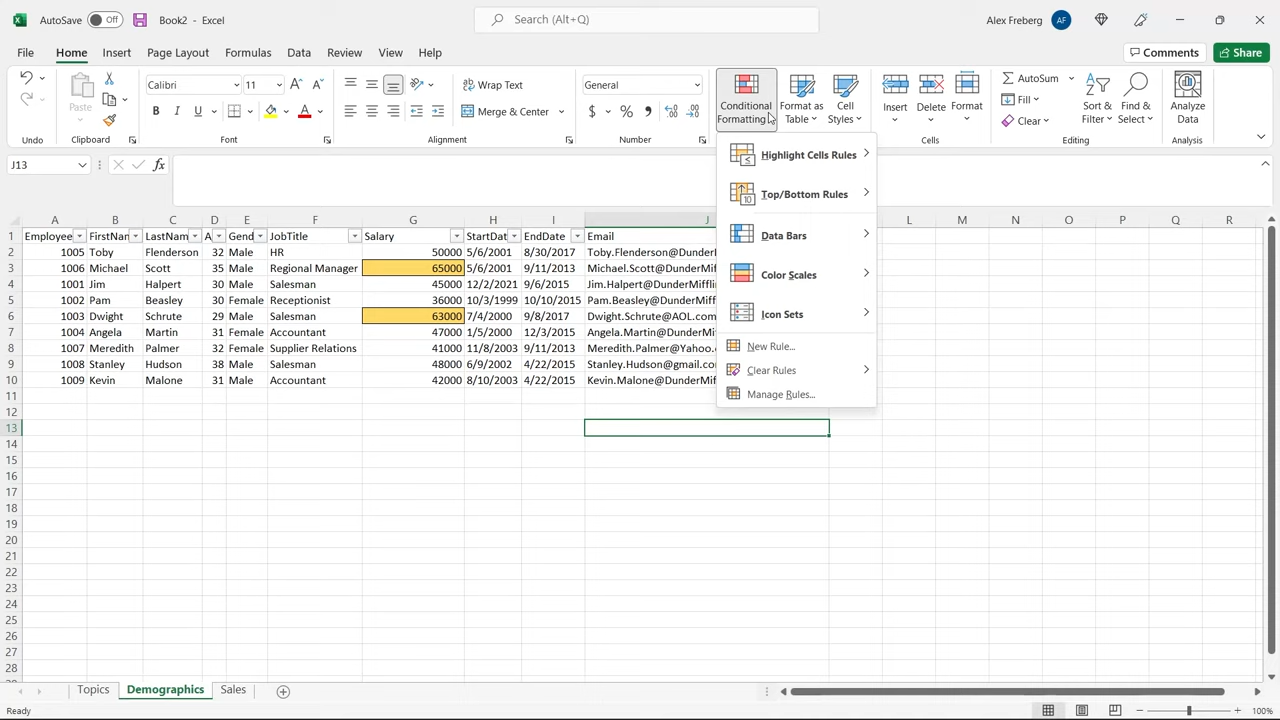 AutoSave Off Book2 - Excel Search (Alt+Q) Alex Freberg AF
File Home Insert Page Layout Formulas Data Review View Help Comments Share
Paste
Calibri 11
Wrap Text
Merge & Center
General
Conditional Formatting
Format as Table
Cell Styles
Insert Delete Format
AutoSum
Fill
Clear
Sort & Filter
Find & Select
Analyze Data
Undo Clipboard Font Alignment Number Cells Editing Analysis
J13 fx
Highlight Cells Rules
Top/Bottom Rules
Data Bars
Color Scales
Icon Sets
New Rule...
Clear Rules
Manage Rules...
A B C D E F G H I J L M N O P Q R
1 Employee FirstNan LastNam A Gend JobTitle Salary StartDat EndDate Email
2 1005 Toby Flenderson 32 Male HR 50000 5/6/2001 8/30/2017 Toby.Flenderson@DunderM
3 1006 Michael Scott 35 Male Regional Manager 65000 5/6/2001 9/11/2013 Michael.Scott@DunderMiffl
4 1001 Jim Halpert 30 Male Salesman 45000 12/2/2021 9/6/2015 Jim.Halpert@DunderMifflin
5 1002 Pam Beasley 30 Female Receptionist 36000 10/3/1999 10/10/2015 Pam.Beasley@DunderMiffl
6 1003 Dwight Schrute 29 Male Salesman 63000 7/4/2000 9/8/2017 Dwight.Schrute@AOL.com
7 1004 Angela Martin 31 Female Accountant 47000 1/5/2000 12/3/2015 Angela.Martin@DunderMif
8 1007 Meredith Palmer 32 Female Supplier Relations 41000 11/8/2003 9/11/2013 Meredith.Palmer@Yahoo.c
9 1008 Stanley Hudson 38 Male Salesman 48000 6/9/2002 4/22/2015 Stanley.Hudson@gmail.com
10 1009 Kevin Malone 31 Male Accountant 42000 8/10/2003 4/22/2015 Kevin.Malone@DunderMiff
11
12
13
14
15
16
17
18
19
20
21
22
23
24
25
26
27
28
Topics Demographics Sales
Ready 100%